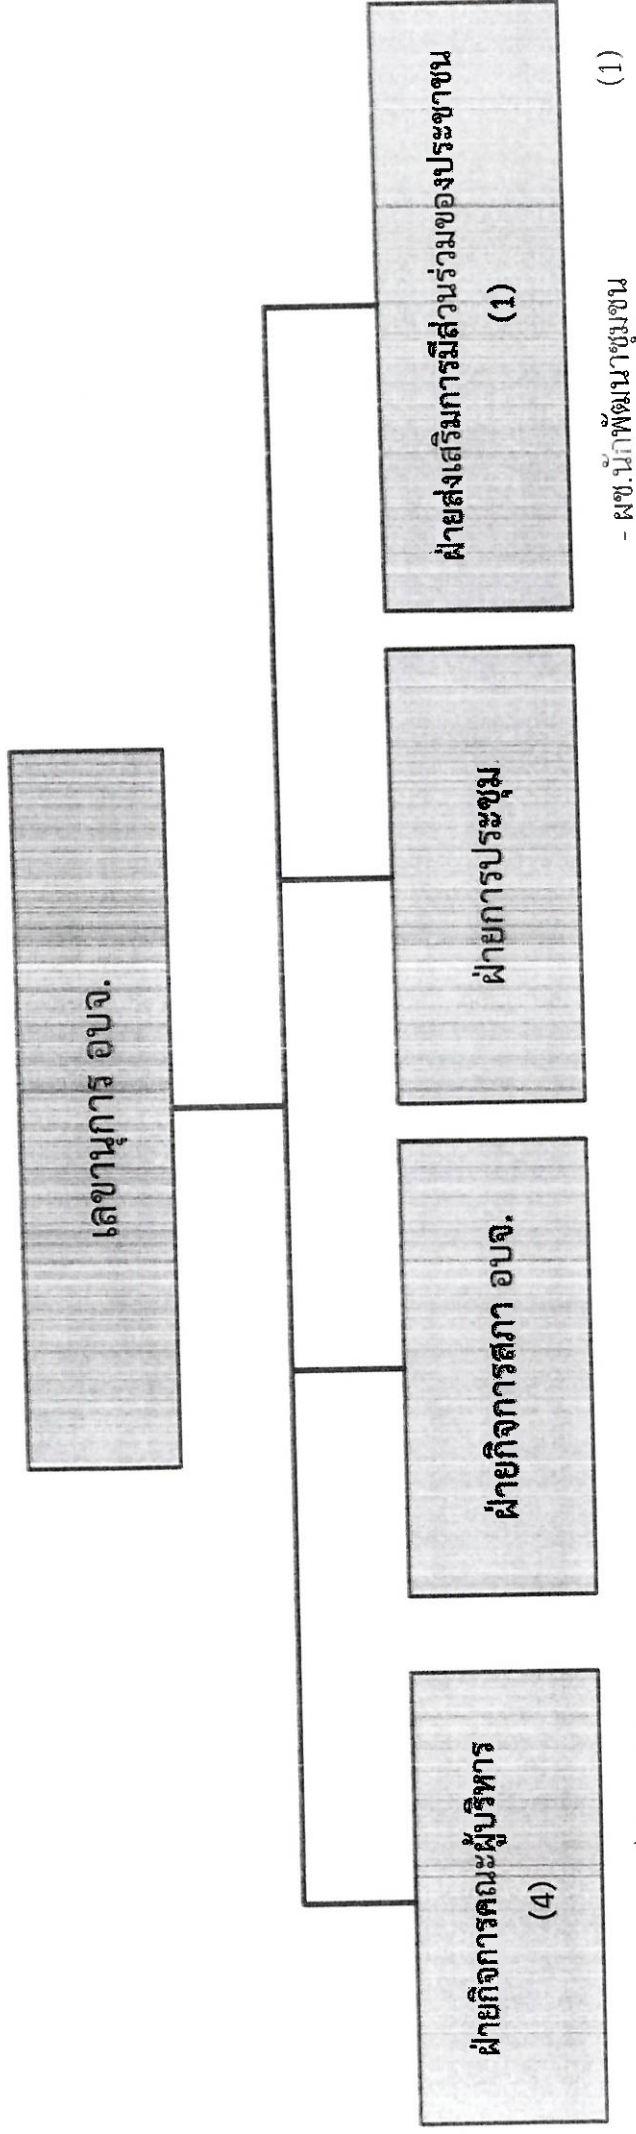 เลขานุการ อบจ.
ฝ่ายกิจการคณะผู้บริหาร
(4)
ฝ่ายกิจการสภา อบจ.
ฝ่ายการประชุม
ฝ่ายส่งเสริมการมีส่วนร่วมของประชาชน
(1)
- ผช.นักพัฒนาชุมชน (1)